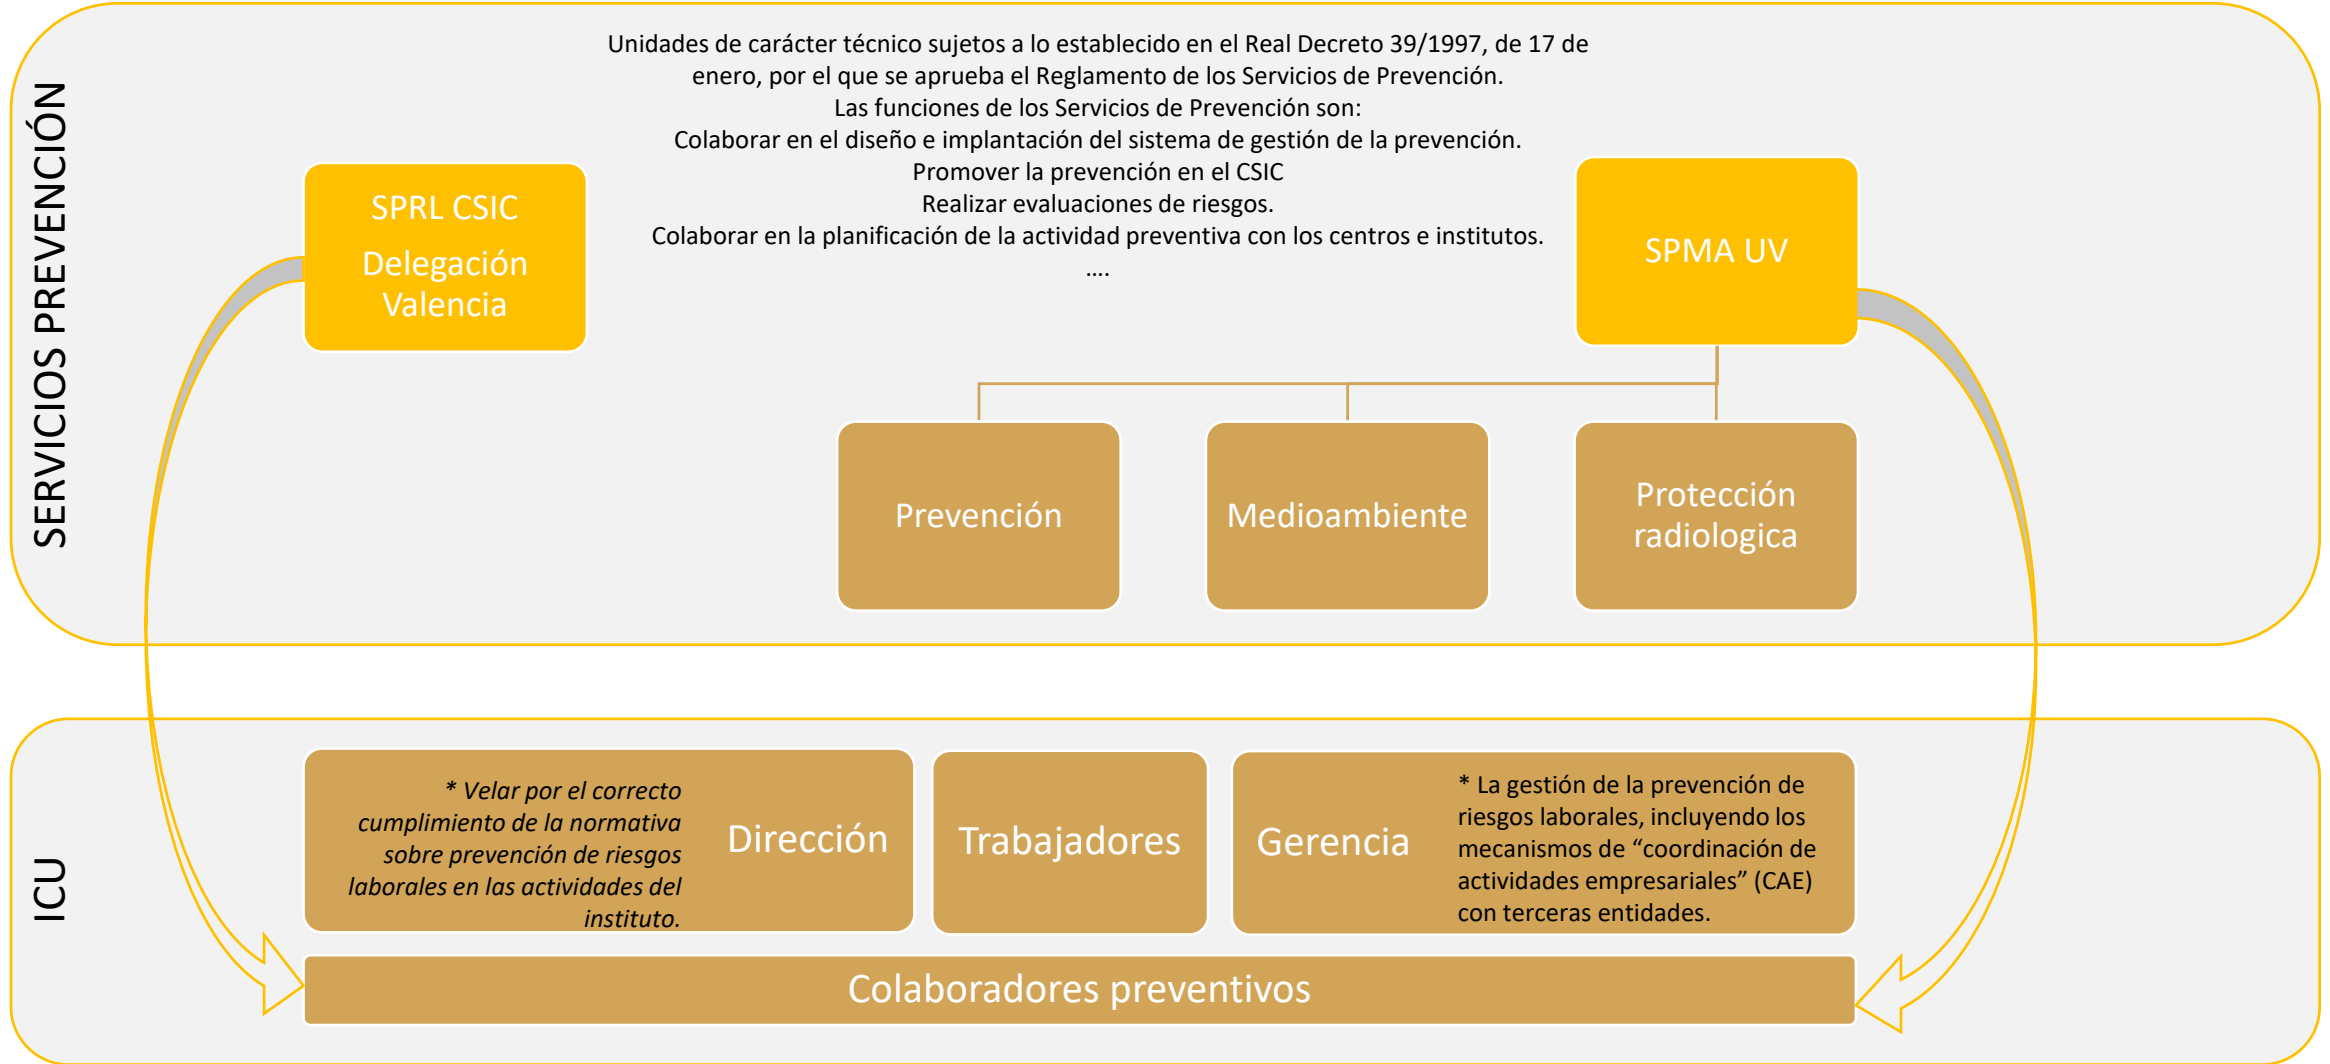 SERVICIOS PREVENCIÓN
Unidades de carácter técnico sujetos a lo establecido en el Real Decreto 39/1997, de 17 de
enero, por el que se aprueba el Reglamento de los Servicios de Prevención.
Las funciones de los Servicios de Prevención son:
Colaborar en el diseño e implantación del sistema de gestión de la prevención.
Promover la prevención en el CSIC
Realizar evaluaciones de riesgos.
Colaborar en la planificación de la actividad preventiva con los centros e institutos.
....
SPRL CSIC
Delegación
Valencia
SPMA UV
Prevención
Medioambiente
Protección
radiologica
ICU
* Velar por el correcto
cumplimiento de la normativa
sobre prevención de riesgos
laborales en las actividades del
instituto.
Dirección
Trabajadores
Gerencia
* La gestión de la prevención de
riesgos laborales, incluyendo los
mecanismos de “coordinación de
actividades empresariales” (CAE)
con terceras entidades.
Colaboradores preventivos